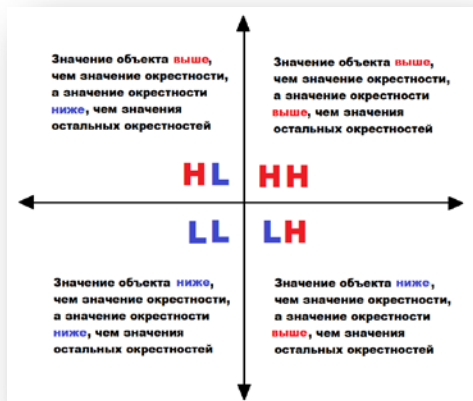 Значение объекта выше,
чем значение окрестности,
а значение окрестности
ниже, чем значения
остальных окрестностей
Значение объекта выше,
чем значение окрестности,
а значение окрестности
выше, чем значения
остальных окрестностей
HL
HH
LL
LH
Значение объекта ниже,
чем значение окрестности,
а значение окрестности
ниже, чем значения
остальных окрестностей
Значение объекта ниже,
чем значение окрестности,
а значение окрестности
выше, чем значения
остальных окрестностей